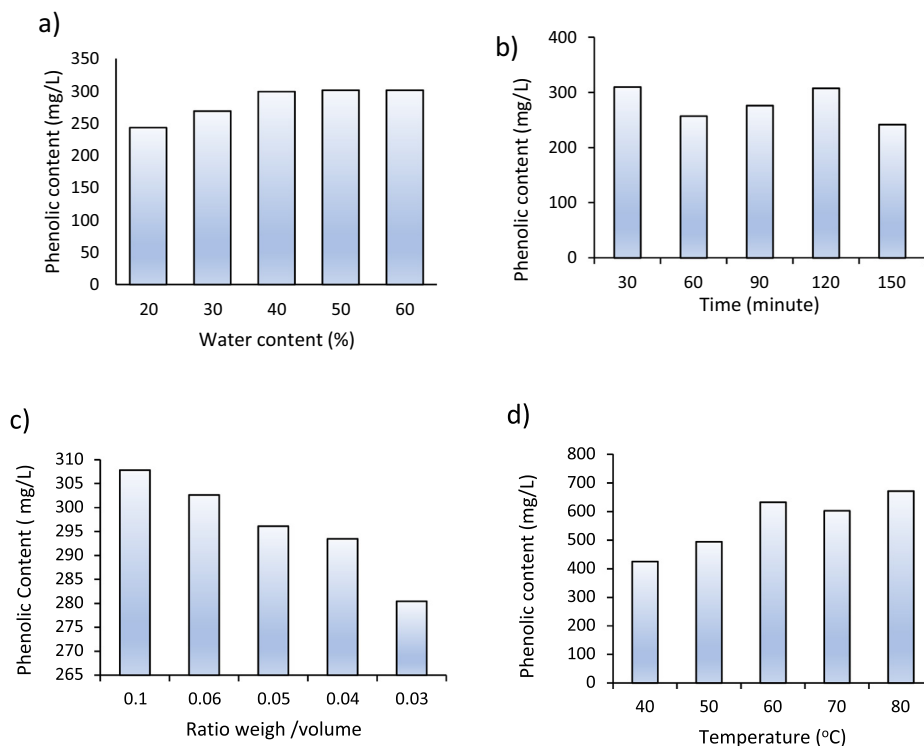 a)
Phenolic content (mg/L)
350
300
250
200
150
100
50
0
20 30 40 50 60
Water content (%)
b)
Phenolic content (mg/L)
400
300
200
100
0
30 60 90 120 150
Time (minute)
c)
Phenolic Content ( mg/L)
310
305
300
295
290
285
280
275
270
265
0.1 0.06 0.05 0.04 0.03
Ratio weigh /volume
d)
Phenolic content (mg/L)
800
700
600
500
400
300
200
100
0
40 50 60 70 80
Temperature (°C)